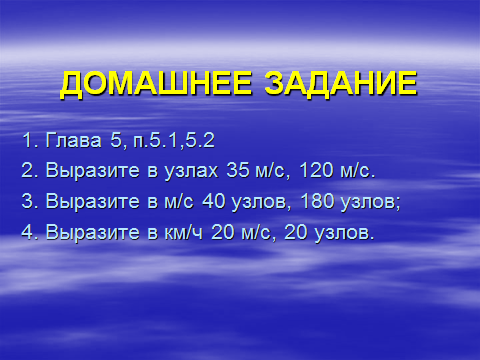 ДОМАШНЕЕ ЗАДАНИЕ
1. Глава 5, п.5.1,5.2
2. Выразите в узлах 35 м/с, 120 м/с.
3. Выразите в м/с 40 узлов, 180 узлов;
4. Выразите в км/ч 20 м/с, 20 узлов.